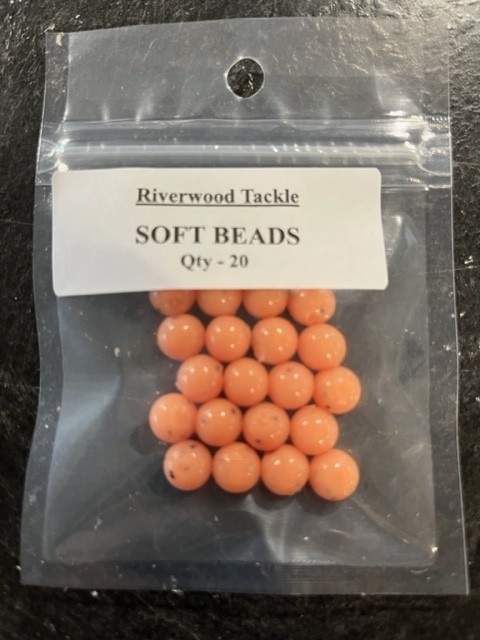 Riverwood Tackle
SOFT BEADS
Qty - 20